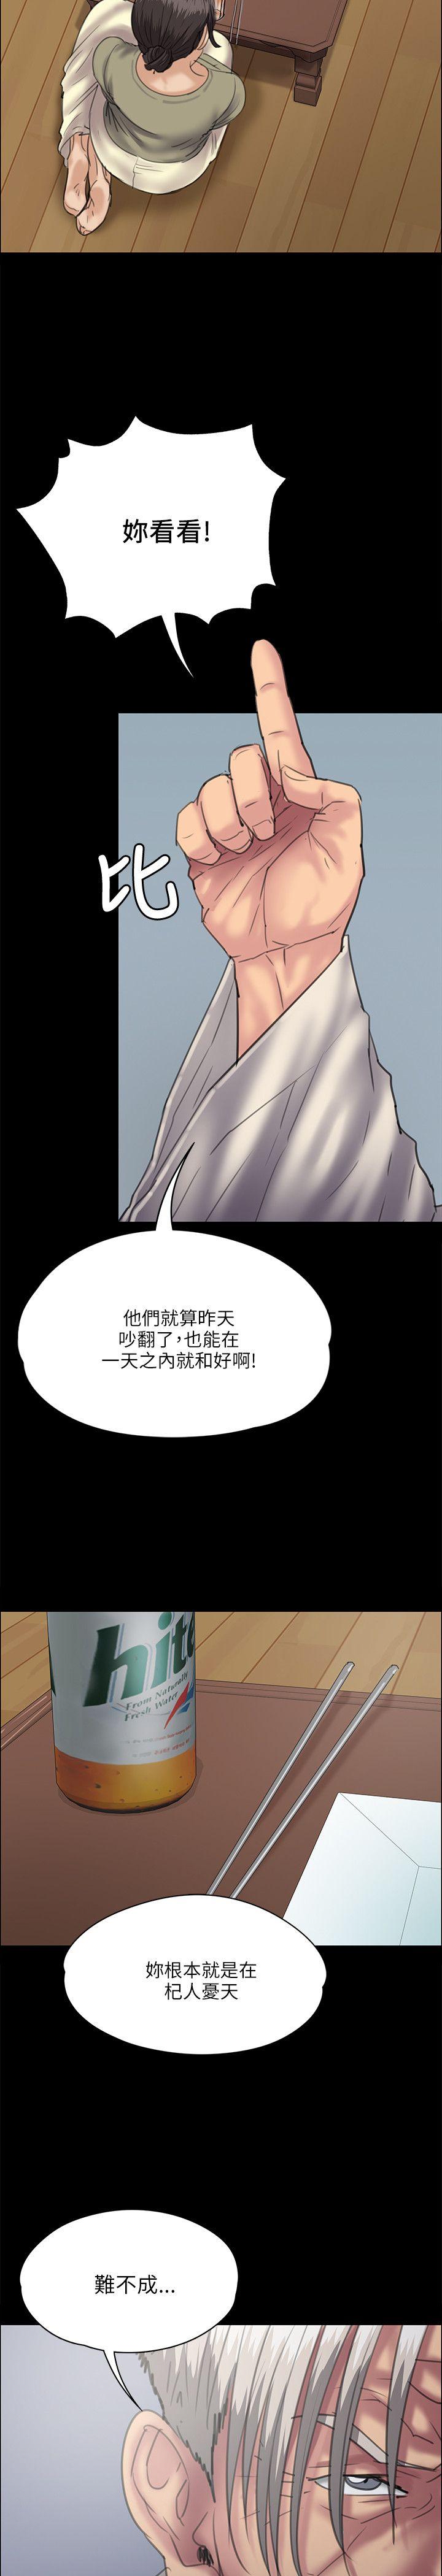 妳看看!
比
他們就算昨天
吵翻了,也能在
一天之內就和好啊!
hite
From Naturally
Fresh Water
妳根本就是在
杞人憂天
難不成...